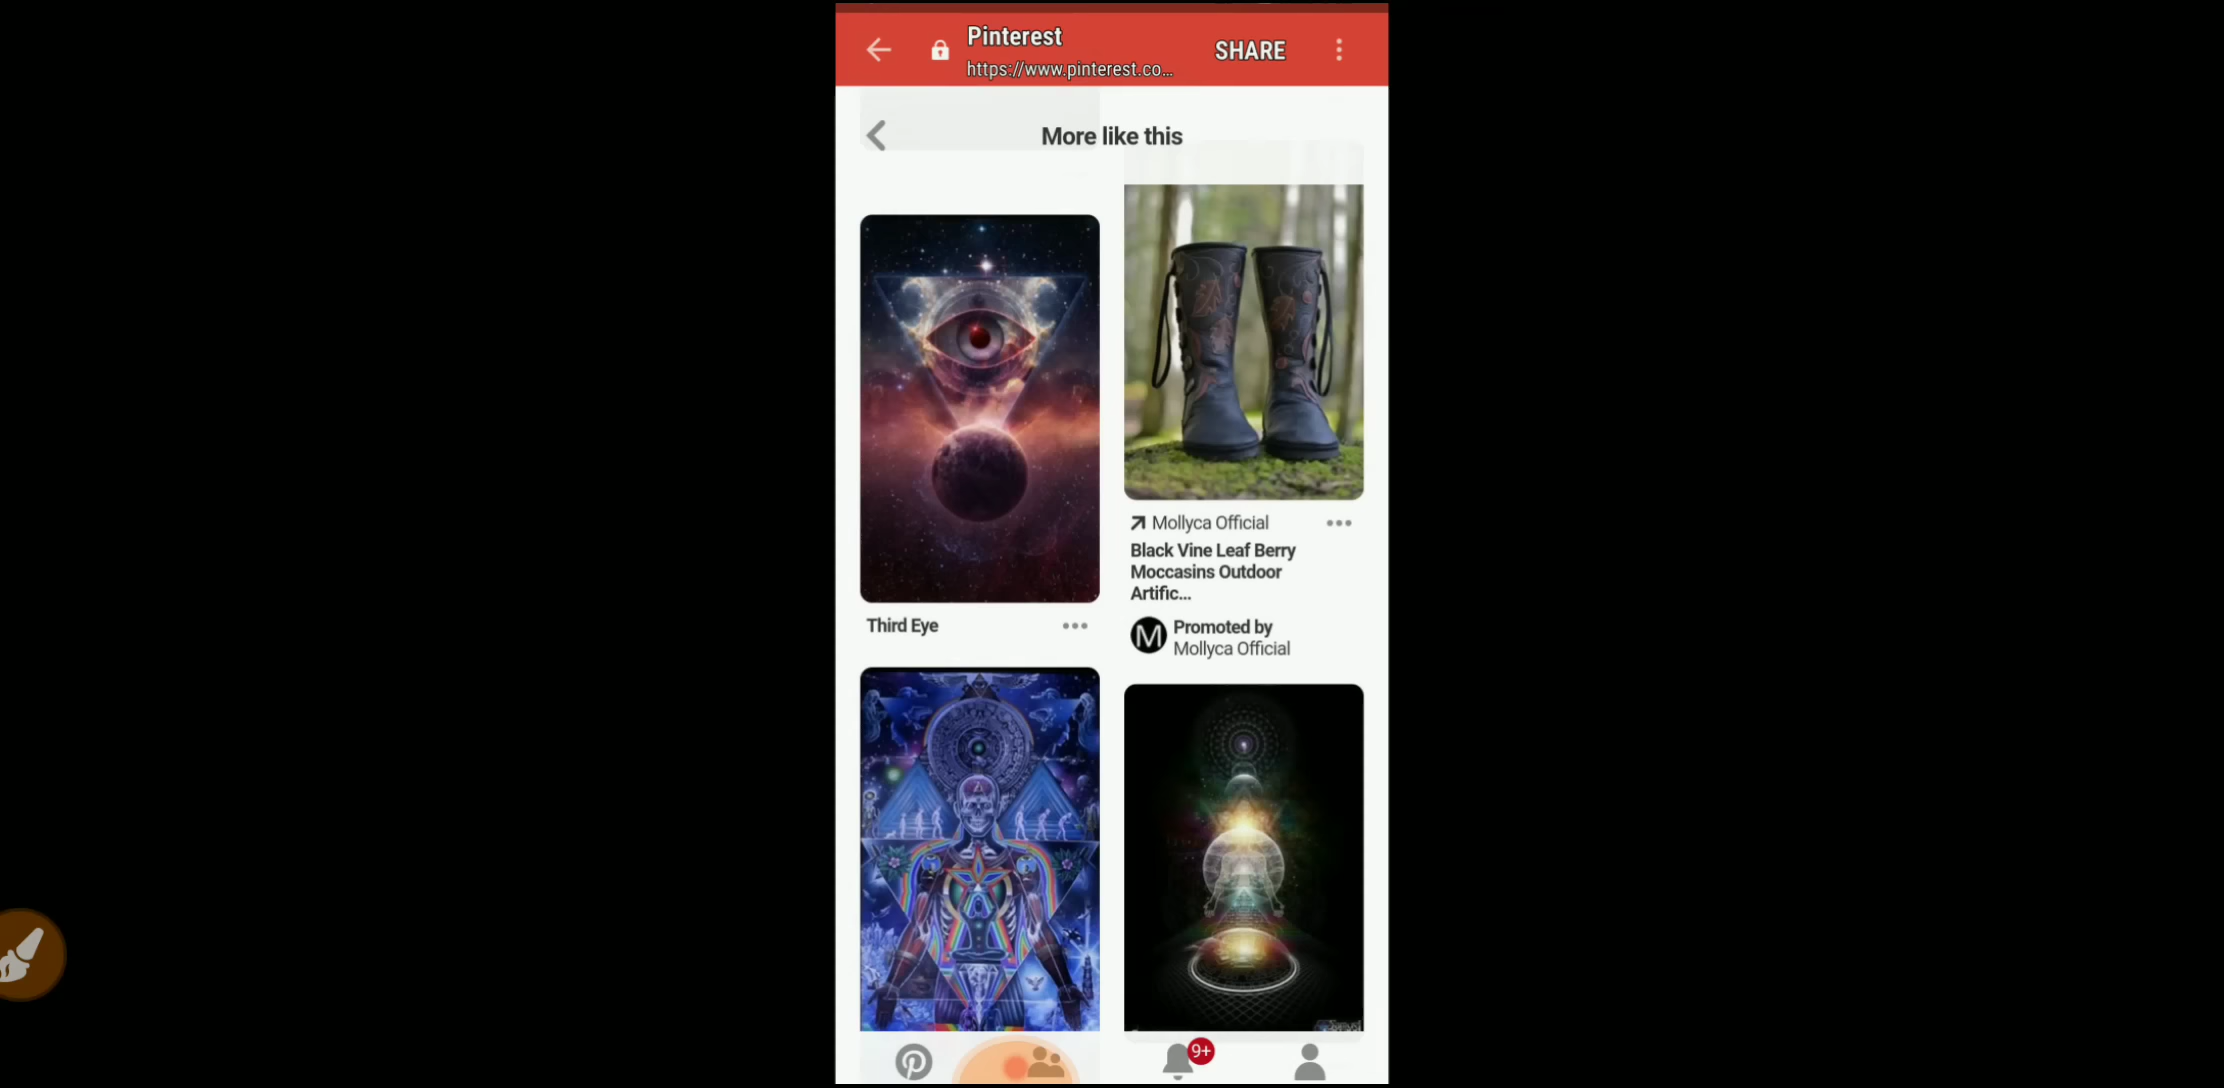 Pinterest
https://www.pinterest.co...
SHARE
More like this
Third Eye
Mollyca Official
Black Vine Leaf Berry
Moccasins Outdoor
Artific...
M
Promoted by
Mollyca Official
9+